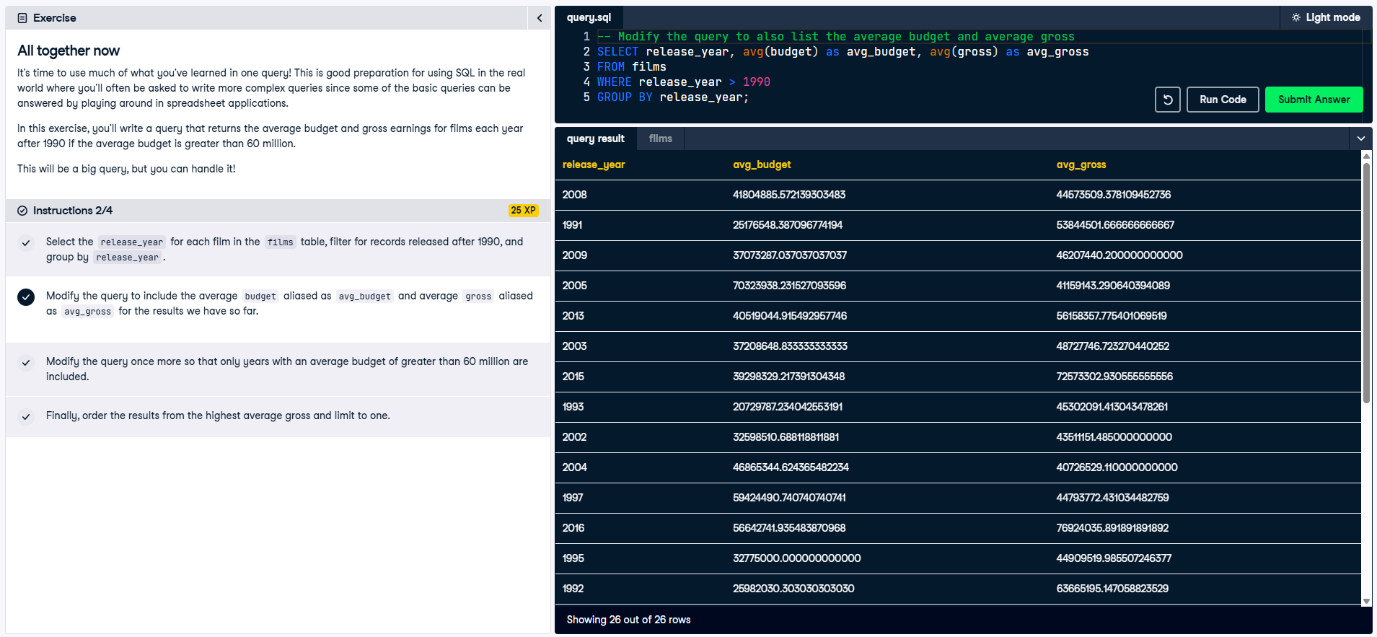 Exercise
All together now
It's time to use much of what you've learned in one query! This is good preparation for using SQL in the real
world where you'll often be asked to write more complex queries since some of the basic queries can be
answered by playing around in spreadsheet applications.
In this exercise, you'll write a query that returns the average budget and gross earnings for films each year
after 1990 if the average budget is greater than 60 million.
This will be a big query, but you can handle it!
Instructions 2/4
25 XP
Select the release_year for each film in the films table, filter for records released after 1990, and
group by release_year.
Modify the query to include the average budget aliased as avg_budget and average gross aliased
as avg_gross for the results we have so far.
Modify the query once more so that only years with an average budget of greater than 60 million are
included.
Finally, order the results from the highest average gross and limit to one.
query.sql
Light mode
1 -- Modify the query to also list the average budget and average gross
2 SELECT release_year, avg(budget) as avg_budget, avg(gross) as avg_gross
3 FROM films
4 WHERE release_year > 1990
5 GROUP BY release_year;
Run Code
Submit Answer
query result films
release_year avg_budget avg_gross
2008 41804885.572139303483 44573509.378109452736
1991 25176548.387096774194 53844501.666666666667
2009 37073287.037037037037 46207440.200000000000
2005 70323938.231527093596 41159143.290640394089
2013 40519044.915492957746 56158357.775401069519
2003 37208648.833333333333 48727746.723270440252
2015 39298329.217391304348 72573302.930555555556
1993 20729787.234042553191 45302091.413043478261
2002 32598510.688118811881 43511151.485000000000
2004 46865344.624365482234 40726529.110000000000
1997 59424490.740740740741 44793772.431034482759
2016 56642741.935483870968 76924035.891891891892
1995 32775000.000000000000 44909519.985507246377
1992 25982030.303030303030 63665195.147058823529
Showing 26 out of 26 rows